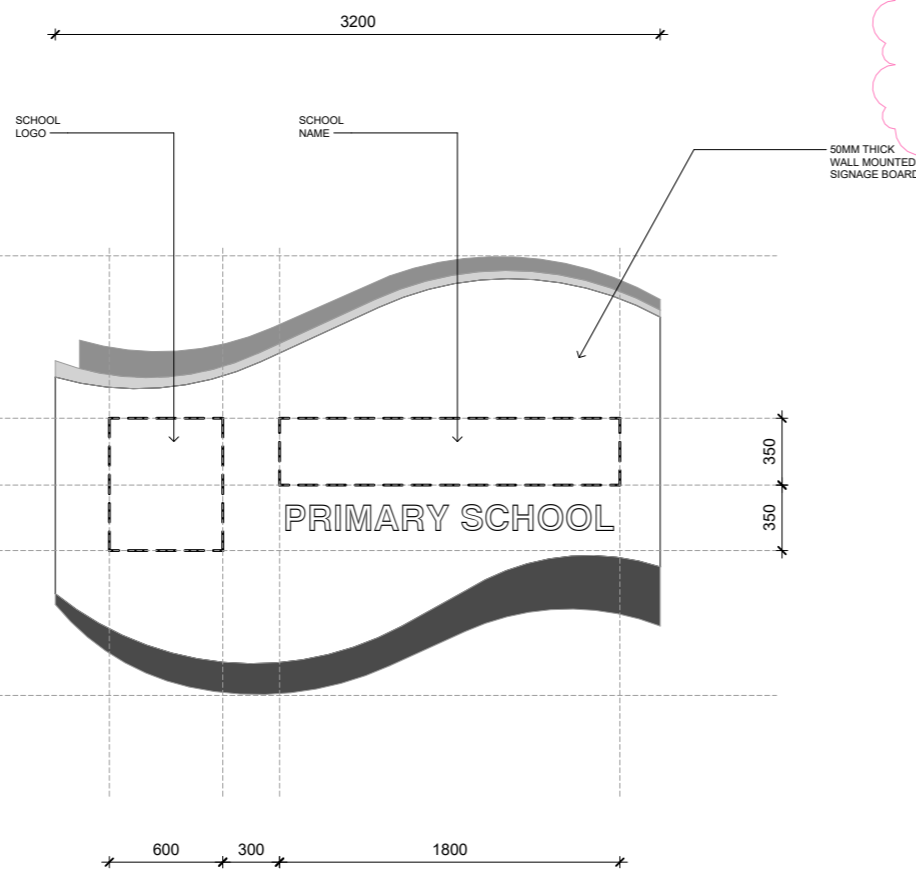 3200
SCHOOL
LOGO
SCHOOL
NAME
50MM THICK
WALL MOUNTED
SIGNAGE BOARD
350
350
PRIMARY SCHOOL
600
300
1800